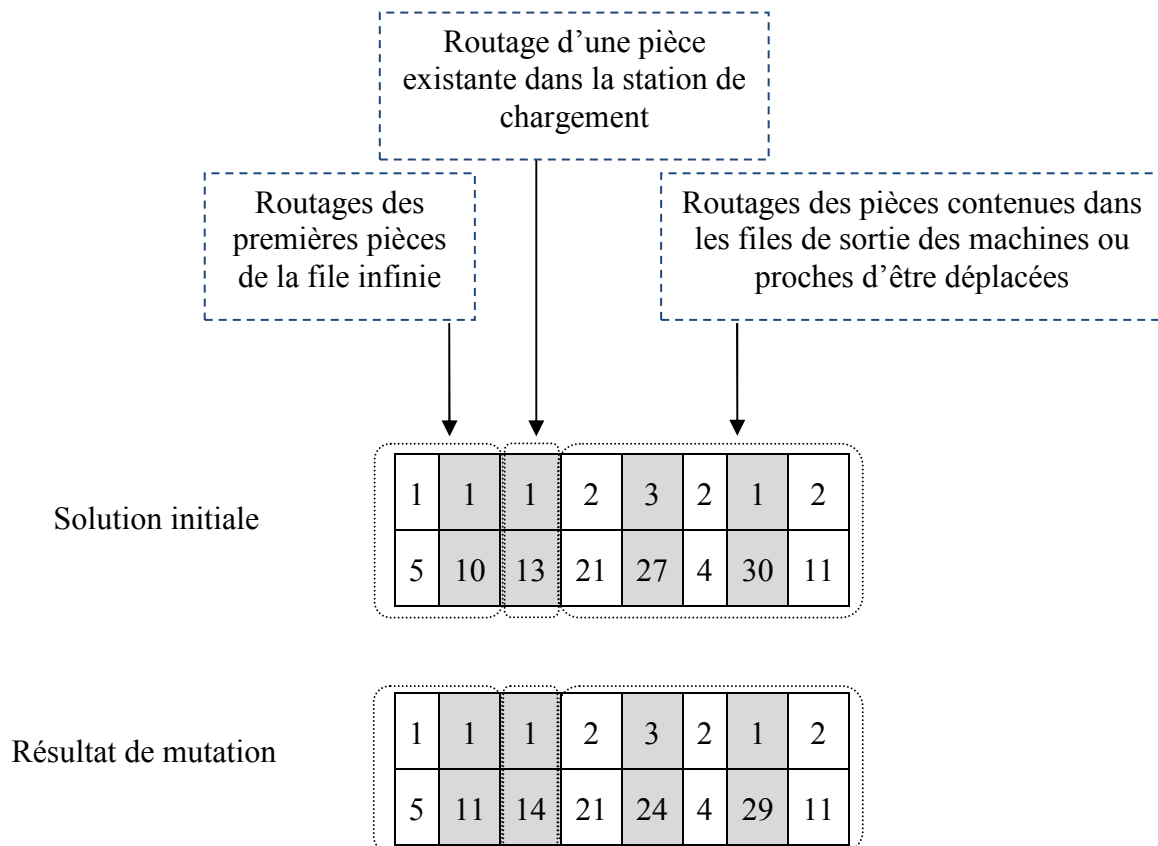 Routage d’une pièce
existante dans la station de
chargement
Routages des
premières pièces
de la file infinie
Routages des pièces contenues dans
les files de sortie des machines ou
proches d’être déplacées
Solution initiale
1 1 1 2 3 2 1 2
5 10 13 21 27 4 30 11
Résultat de mutation
1 1 1 2 3 2 1 2
5 11 14 21 24 4 29 11